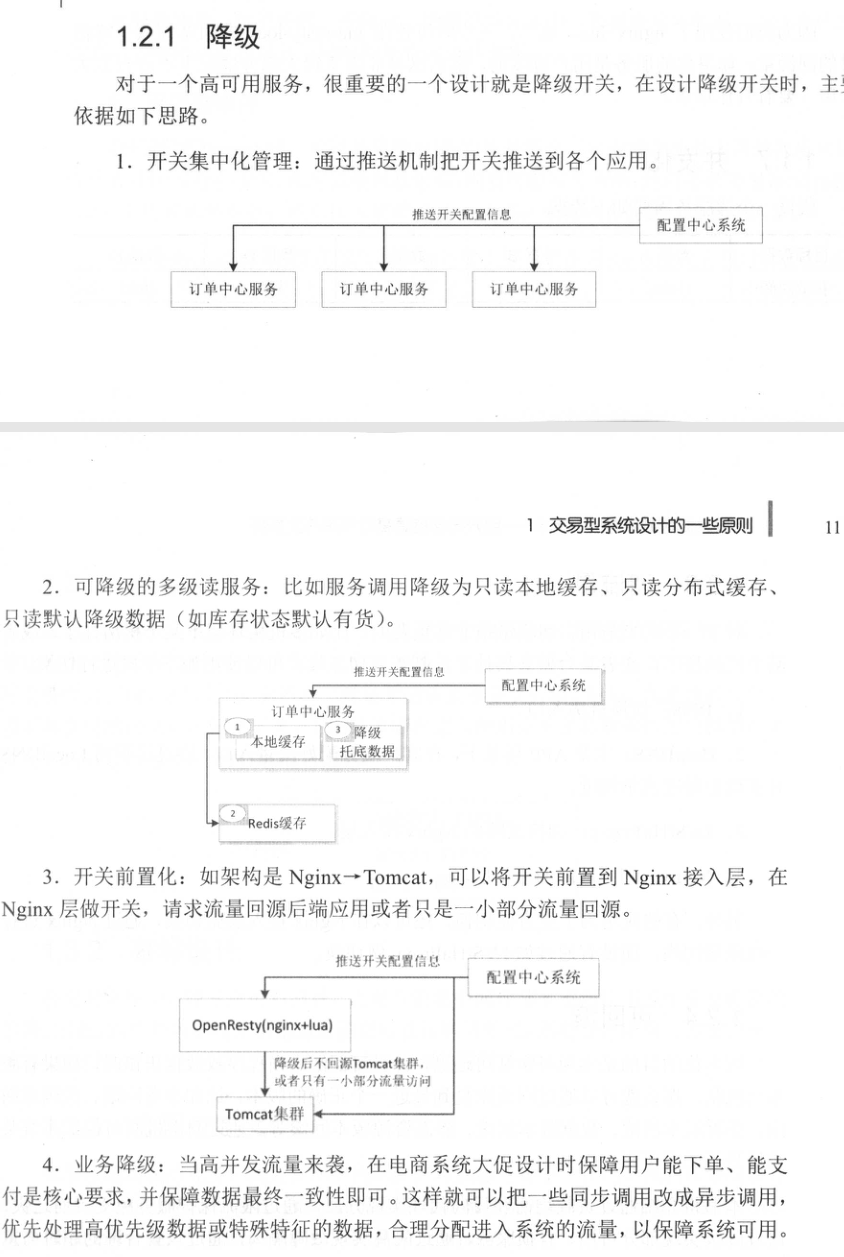 1.2.1 降级
对于一个高可用服务，很重要的一个设计就是降级开关，在设计降级开关时，主要
依据如下思路。
1．开关集中化管理：通过推送机制把开关推送到各个应用。
推送开关配置信息
配置中心系统
订单中心服务 订单中心服务 订单中心服务
1 交易型系统设计的一些原则 11
2．可降级的多级读服务：比如服务调用降级为只读本地缓存、只读分布式缓存、
只读默认降级数据（如库存状态默认有货）。
推送开关配置信息
配置中心系统
订单中心服务
1 本地缓存
3 降级
托底数据
2 Redis缓存
3．开关前置化：如架构是 Nginx→Tomcat，可以将开关前置到 Nginx 接入层，在
Nginx 层做开关，请求流量回源后端应用或者只是一小部分流量回源。
推送开关配置信息
配置中心系统
OpenResty(nginx+lua)
降级后不回源Tomcat集群，
或者只有一小部分流量访问
Tomcat集群
4．业务降级：当高并发流量来袭，在电商系统大促设计时保障用户能下单、能支
付是核心要求，并保障数据最终一致性即可。这样就可以把一些同步调用改成异步调用，
优先处理高优先级数据或特殊特征的数据，合理分配进入系统的流量，以保障系统可用。